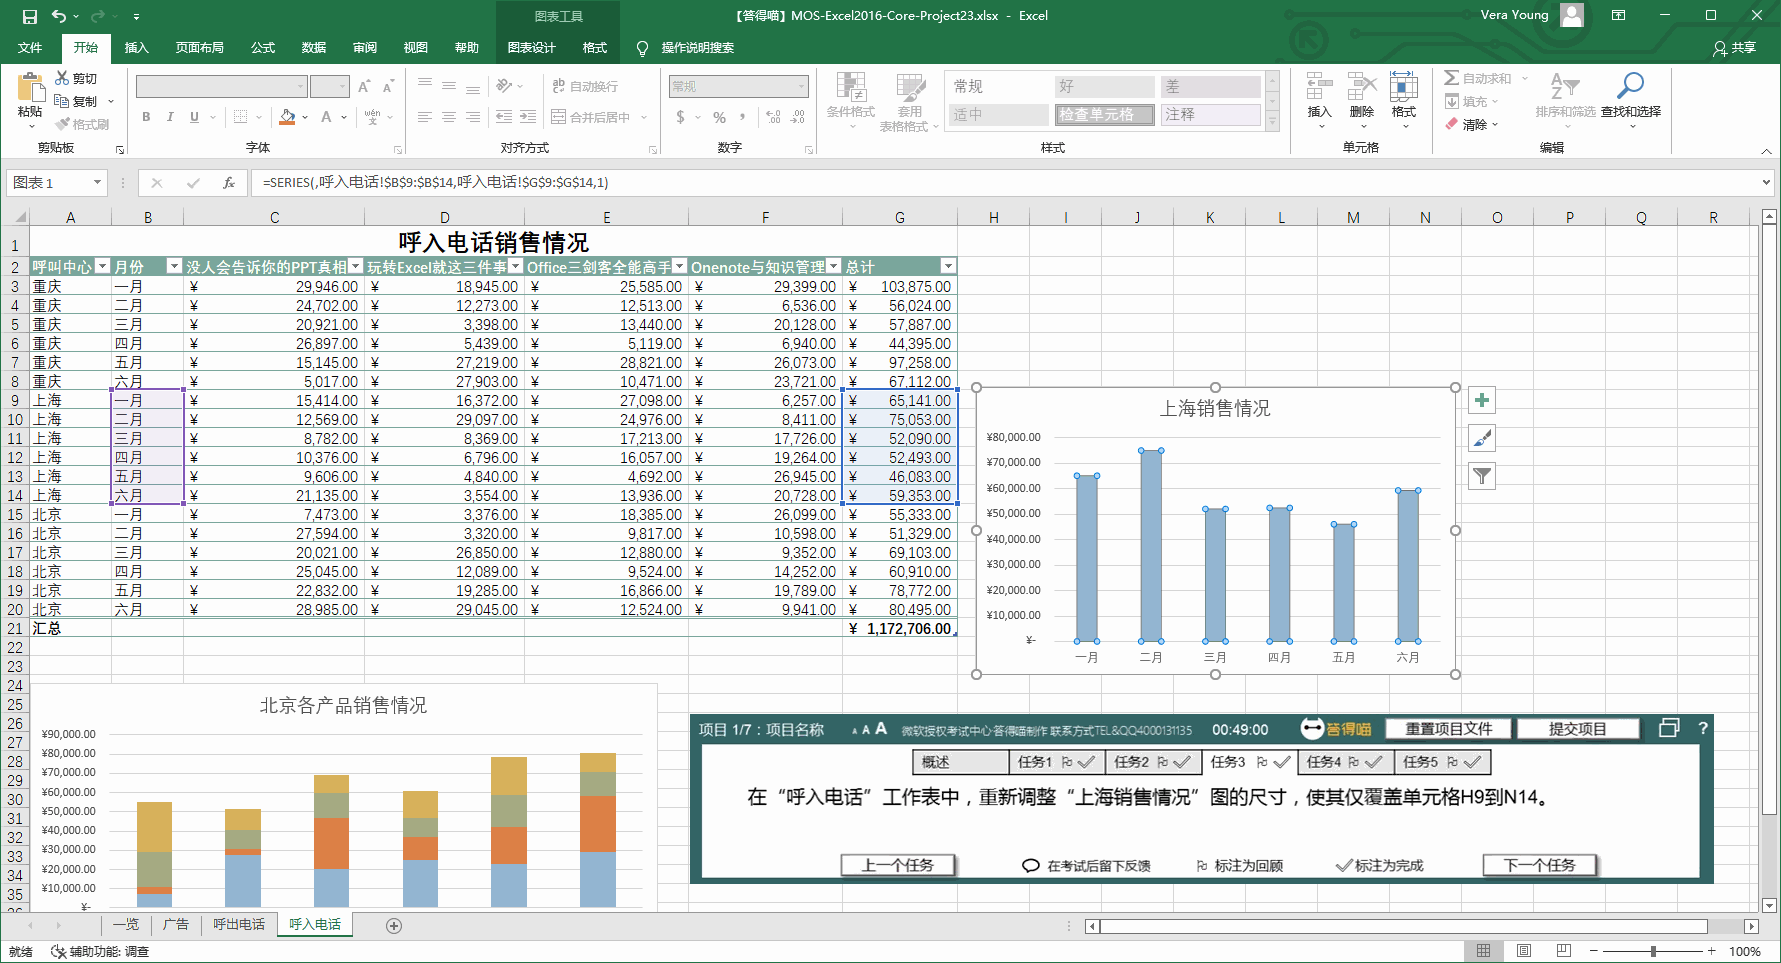 图表工具
【答得喵】MOS-Excel2016-Core-Project23.xlsx - Excel
Vera Young
文件 开始 插入 页面布局 公式 数据 审阅 视图 帮助 图表设计 格式 操作说明搜索 共享
粘贴 剪切 复制 格式刷 剪贴板
B I U A A A wén 文 字体
ab 自动换行 合并后居中 对齐方式
常规 $ % , 数字
条件格式 套用表格格式 常规 好 差 适中 检查单元格 注释 样式
插入 删除 格式 单元格
自动求和 填充 清除 排序和筛选 查找和选择 编辑
图表 1 fx =SERIES(,呼入电话!$B$9:$B$14,呼入电话!$G$9:$G$14,1)
A B C D E F G H I J K L M N O P Q R
1 呼入电话销售情况
2 呼叫中心 月份 没人会告诉你的PPT真相 玩转Excel就这三件事 Office三剑客全能高手 Onenote与知识管理 总计
3 重庆 一月 ¥ 29,946.00 ¥ 18,945.00 ¥ 25,585.00 ¥ 29,399.00 ¥ 103,875.00
4 重庆 二月 ¥ 24,702.00 ¥ 12,273.00 ¥ 12,513.00 ¥ 6,536.00 ¥ 56,024.00
5 重庆 三月 ¥ 20,921.00 ¥ 3,398.00 ¥ 13,440.00 ¥ 20,128.00 ¥ 57,887.00
6 重庆 四月 ¥ 26,897.00 ¥ 5,439.00 ¥ 5,119.00 ¥ 6,940.00 ¥ 44,395.00
7 重庆 五月 ¥ 15,145.00 ¥ 27,219.00 ¥ 28,821.00 ¥ 26,073.00 ¥ 97,258.00
8 重庆 六月 ¥ 5,017.00 ¥ 27,903.00 ¥ 10,471.00 ¥ 23,721.00 ¥ 67,112.00
9 上海 一月 ¥ 15,414.00 ¥ 16,372.00 ¥ 27,098.00 ¥ 6,257.00 ¥ 65,141.00
10 上海 二月 ¥ 12,569.00 ¥ 29,097.00 ¥ 24,976.00 ¥ 8,411.00 ¥ 75,053.00
11 上海 三月 ¥ 8,782.00 ¥ 8,369.00 ¥ 17,213.00 ¥ 17,726.00 ¥ 52,090.00
12 上海 四月 ¥ 10,376.00 ¥ 6,796.00 ¥ 16,057.00 ¥ 19,264.00 ¥ 52,493.00
13 上海 五月 ¥ 9,606.00 ¥ 4,840.00 ¥ 4,692.00 ¥ 26,945.00 ¥ 46,083.00
14 上海 六月 ¥ 21,135.00 ¥ 3,554.00 ¥ 13,936.00 ¥ 20,728.00 ¥ 59,353.00
15 北京 一月 ¥ 7,473.00 ¥ 3,376.00 ¥ 18,385.00 ¥ 26,099.00 ¥ 55,333.00
16 北京 二月 ¥ 27,594.00 ¥ 3,320.00 ¥ 9,817.00 ¥ 10,598.00 ¥ 51,329.00
17 北京 三月 ¥ 20,021.00 ¥ 26,850.00 ¥ 12,880.00 ¥ 9,352.00 ¥ 69,103.00
18 北京 四月 ¥ 25,045.00 ¥ 12,089.00 ¥ 9,524.00 ¥ 14,252.00 ¥ 60,910.00
19 北京 五月 ¥ 22,832.00 ¥ 19,285.00 ¥ 16,866.00 ¥ 19,789.00 ¥ 78,772.00
20 北京 六月 ¥ 28,985.00 ¥ 29,045.00 ¥ 12,524.00 ¥ 9,941.00 ¥ 80,495.00
21 汇总 ¥ 1,172,706.00
22
23
24
25
26
27
28
29
30
31
32
33
34
35
上海销售情况
¥80,000.00
¥70,000.00
¥60,000.00
¥50,000.00
¥40,000.00
¥30,000.00
¥20,000.00
¥10,000.00
¥-
一月 二月 三月 四月 五月 六月
北京各产品销售情况
¥90,000.00
¥80,000.00
¥70,000.00
¥60,000.00
¥50,000.00
¥40,000.00
¥30,000.00
¥20,000.00
¥10,000.00
¥-
项目 1/7：项目名称 A A A 微软授权考试中心·答得喵制作 联系方式TEL&QQ4000131135 00:49:00 答得喵 重置项目文件 提交项目 ?
概述 任务1 任务2 任务3 任务4 任务5
在“呼入电话”工作表中，重新调整“上海销售情况”图的尺寸，使其仅覆盖单元格H9到N14。
上一个任务 在考试后留下反馈 标注为回顾 标注为完成 下一个任务
一览 广告 呼出电话 呼入电话
就绪 辅助功能: 调查 100%